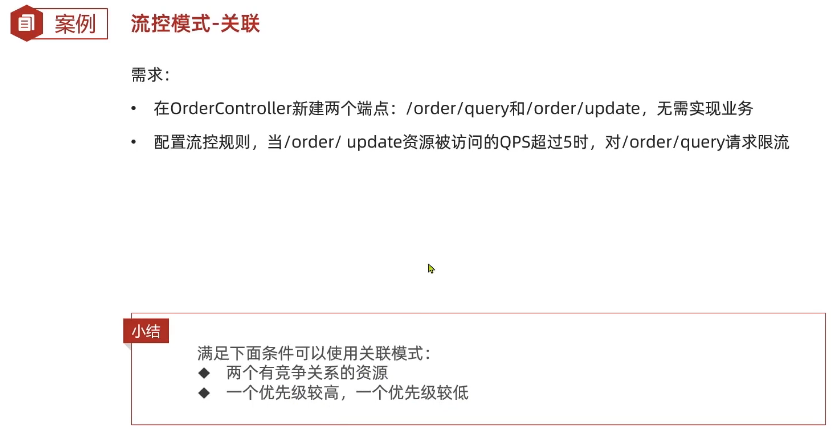 案例
流控模式-关联
需求：
• 在OrderController新建两个端点：/order/query和/order/update，无需实现业务
• 配置流控规则，当/order/ update资源被访问的QPS超过5时，对/order/query请求限流
小结
满足下面条件可以使用关联模式：
◆ 两个有竞争关系的资源
◆ 一个优先级较高，一个优先级较低